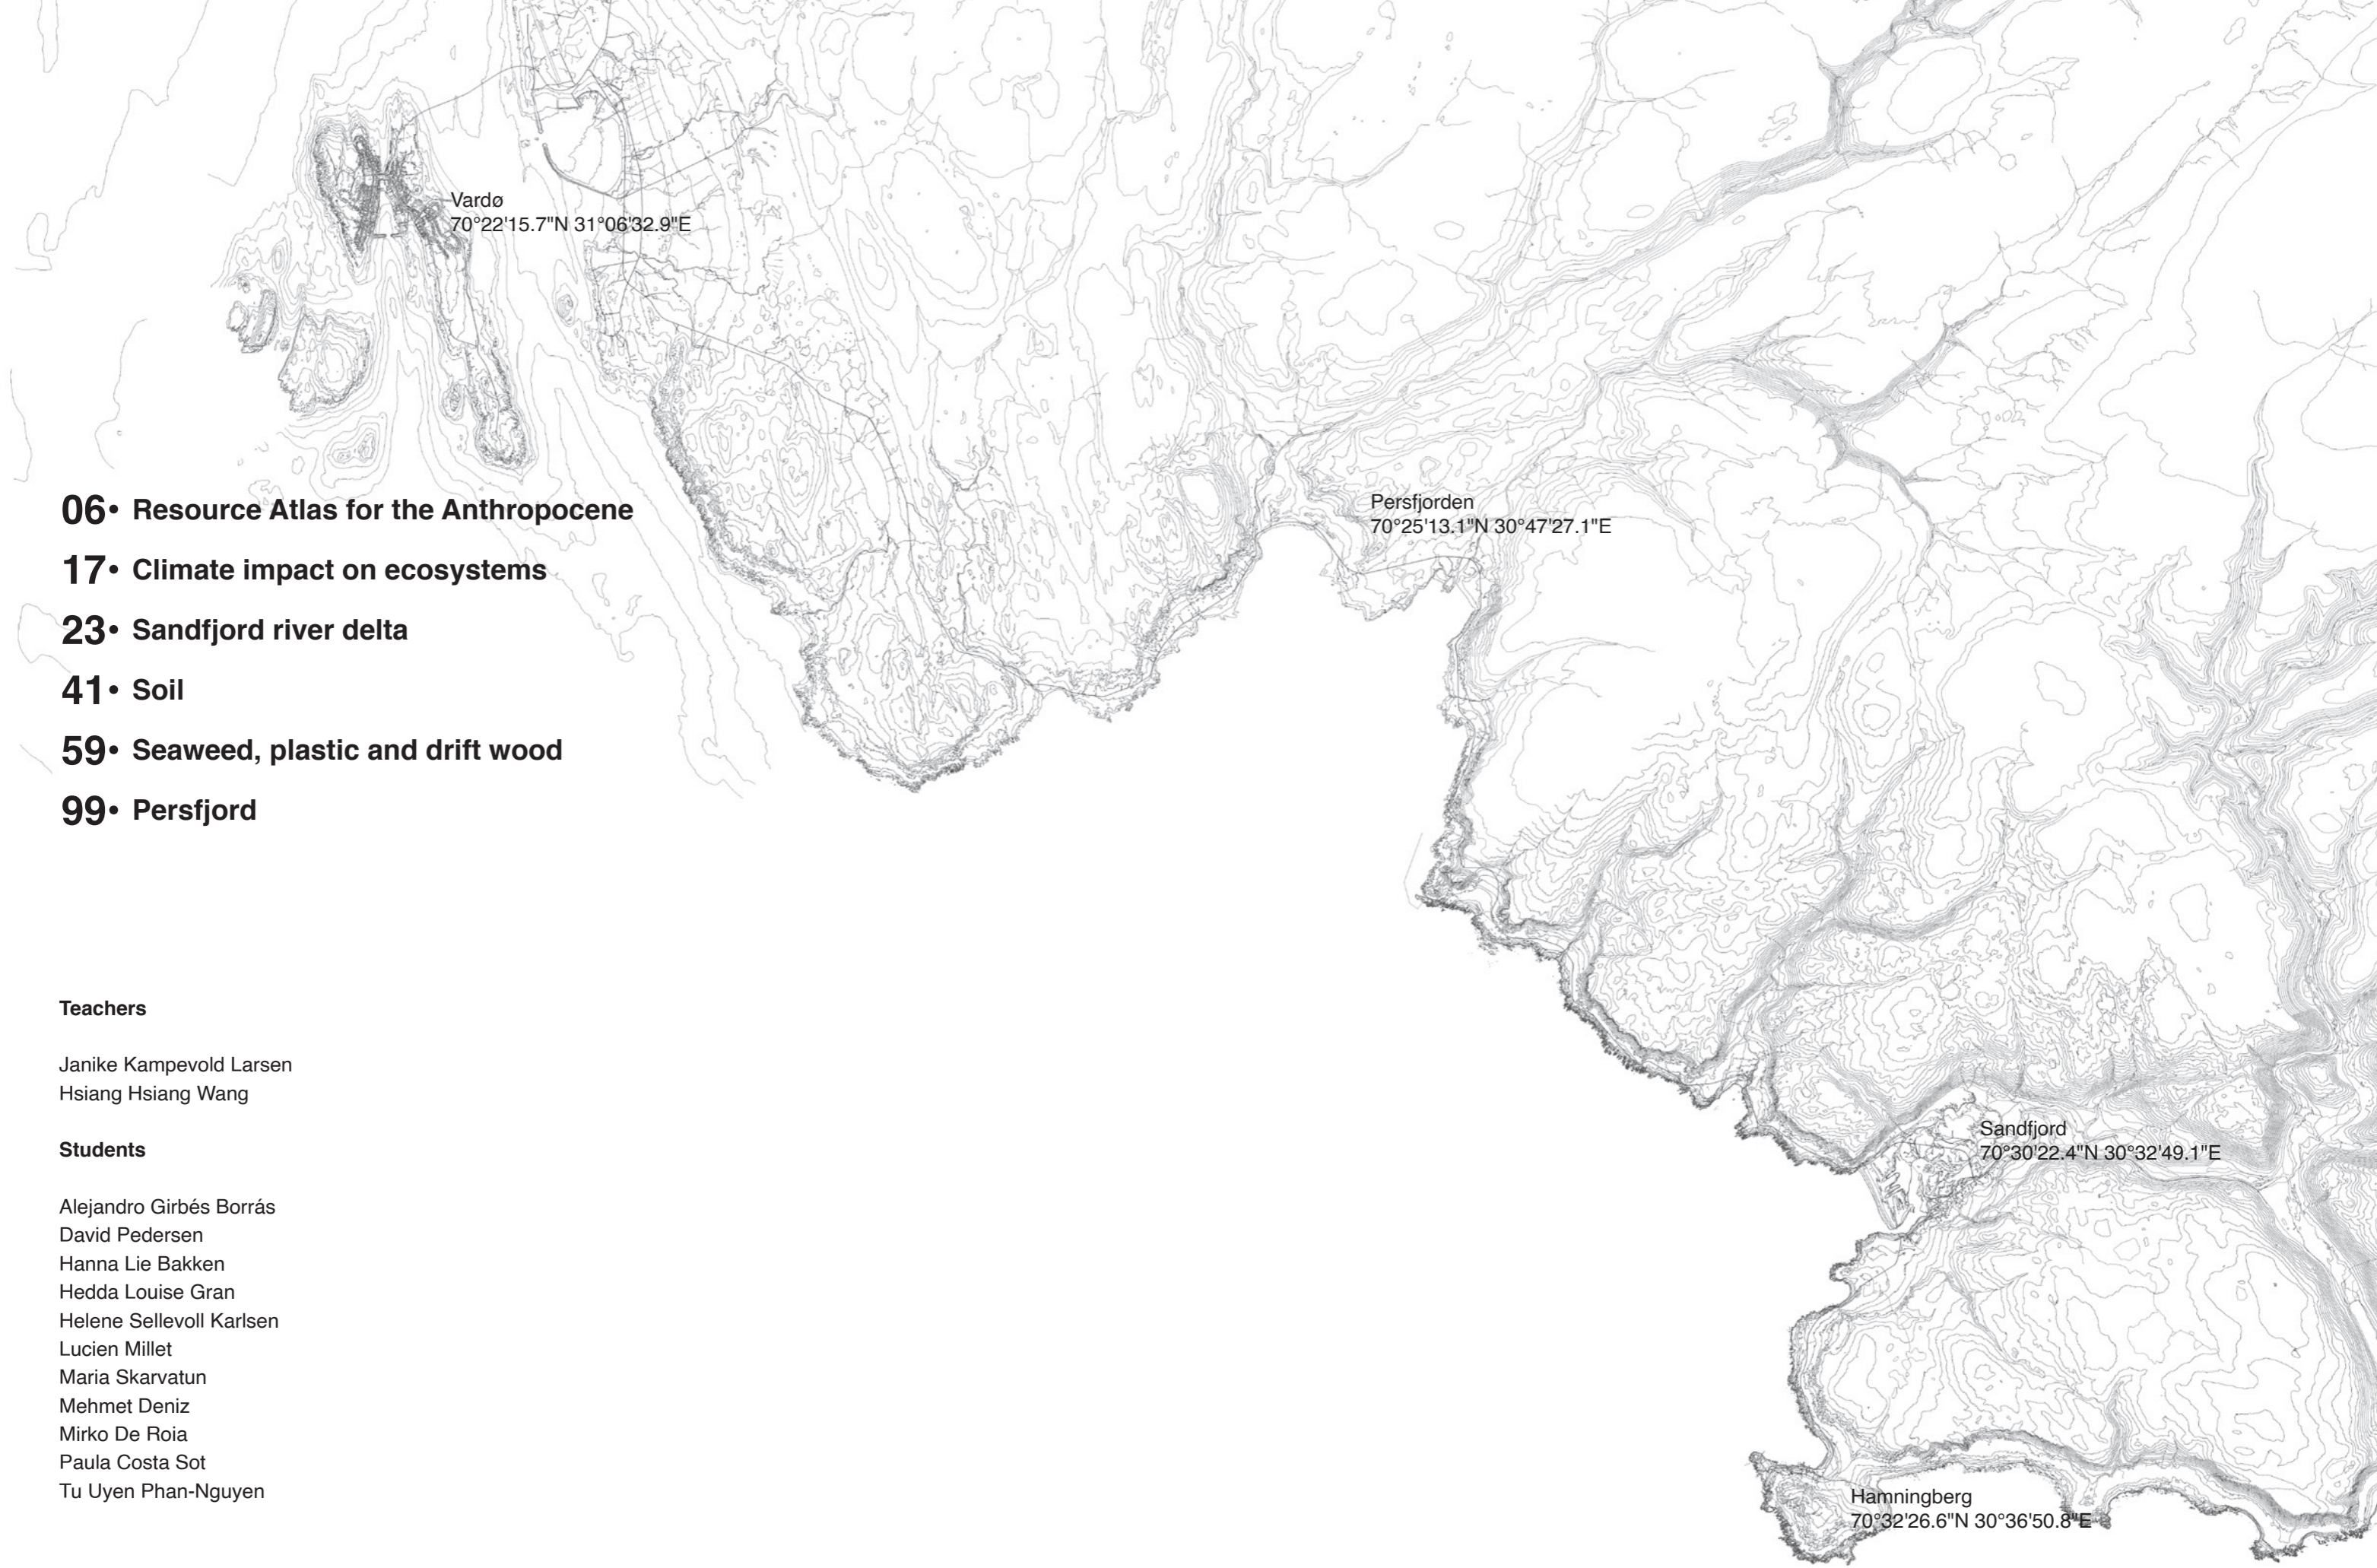 Vardø
70°22'15.7"N 31°06'32.9"E
06• Resource Atlas for the Anthropocene
17• Climate impact on ecosystems
23• Sandfjord river delta
41• Soil
59• Seaweed, plastic and drift wood
99• Persfjord
Persfjorden
70°25'13.1"N 30°47'27.1"E
Teachers
Janike Kampevold Larsen
Hsiang Hsiang Wang
Students
Alejandro Girbés Borrás
David Pedersen
Hanna Lie Bakken
Hedda Louise Gran
Helene Sellevoll Karlsen
Lucien Millet
Maria Skarvatun
Mehmet Deniz
Mirko De Roia
Paula Costa Sot
Tu Uyen Phan-Nguyen
Sandfjord
70°30'22.4"N 30°32'49.1"E
Hamningberg
70°32'26.6"N 30°36'50.8"E